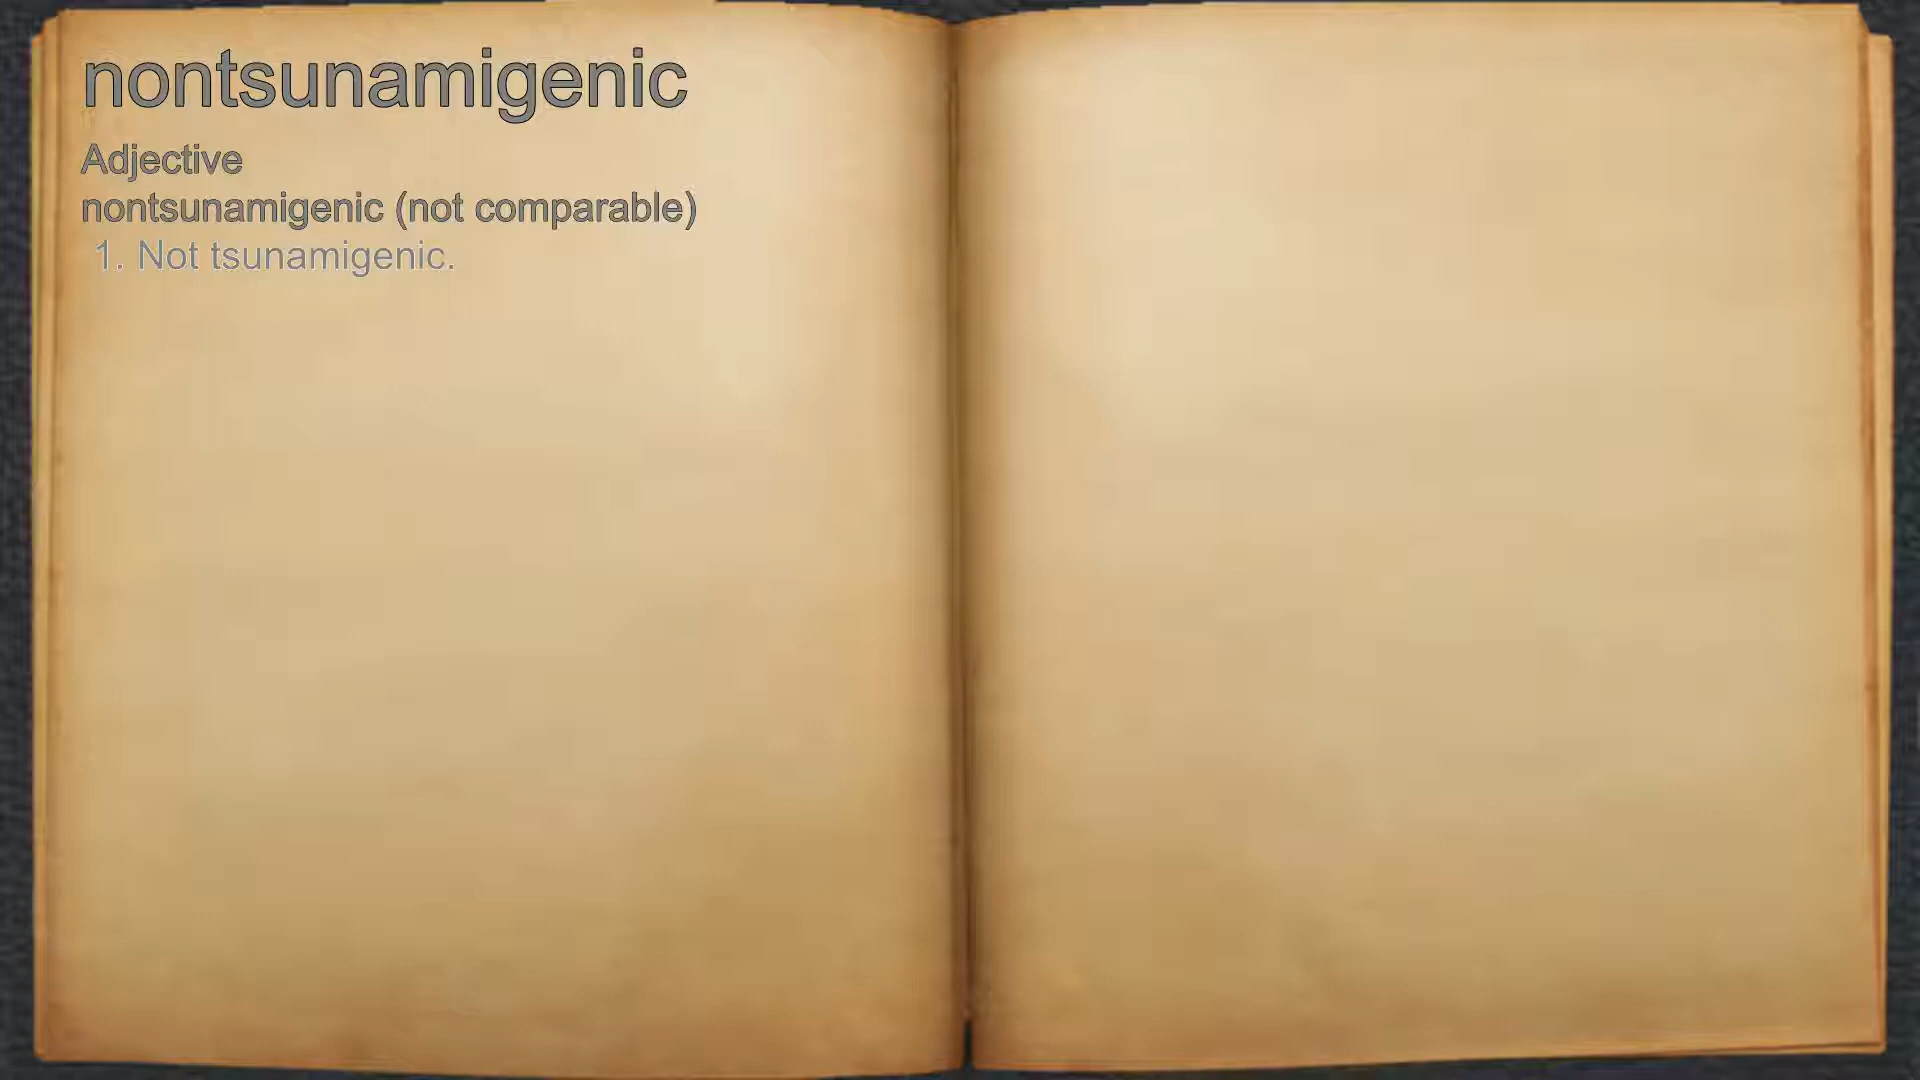 nontsunamigenic
Adjective
nontsunamigenic (not comparable)
1. Not tsunamigenic.